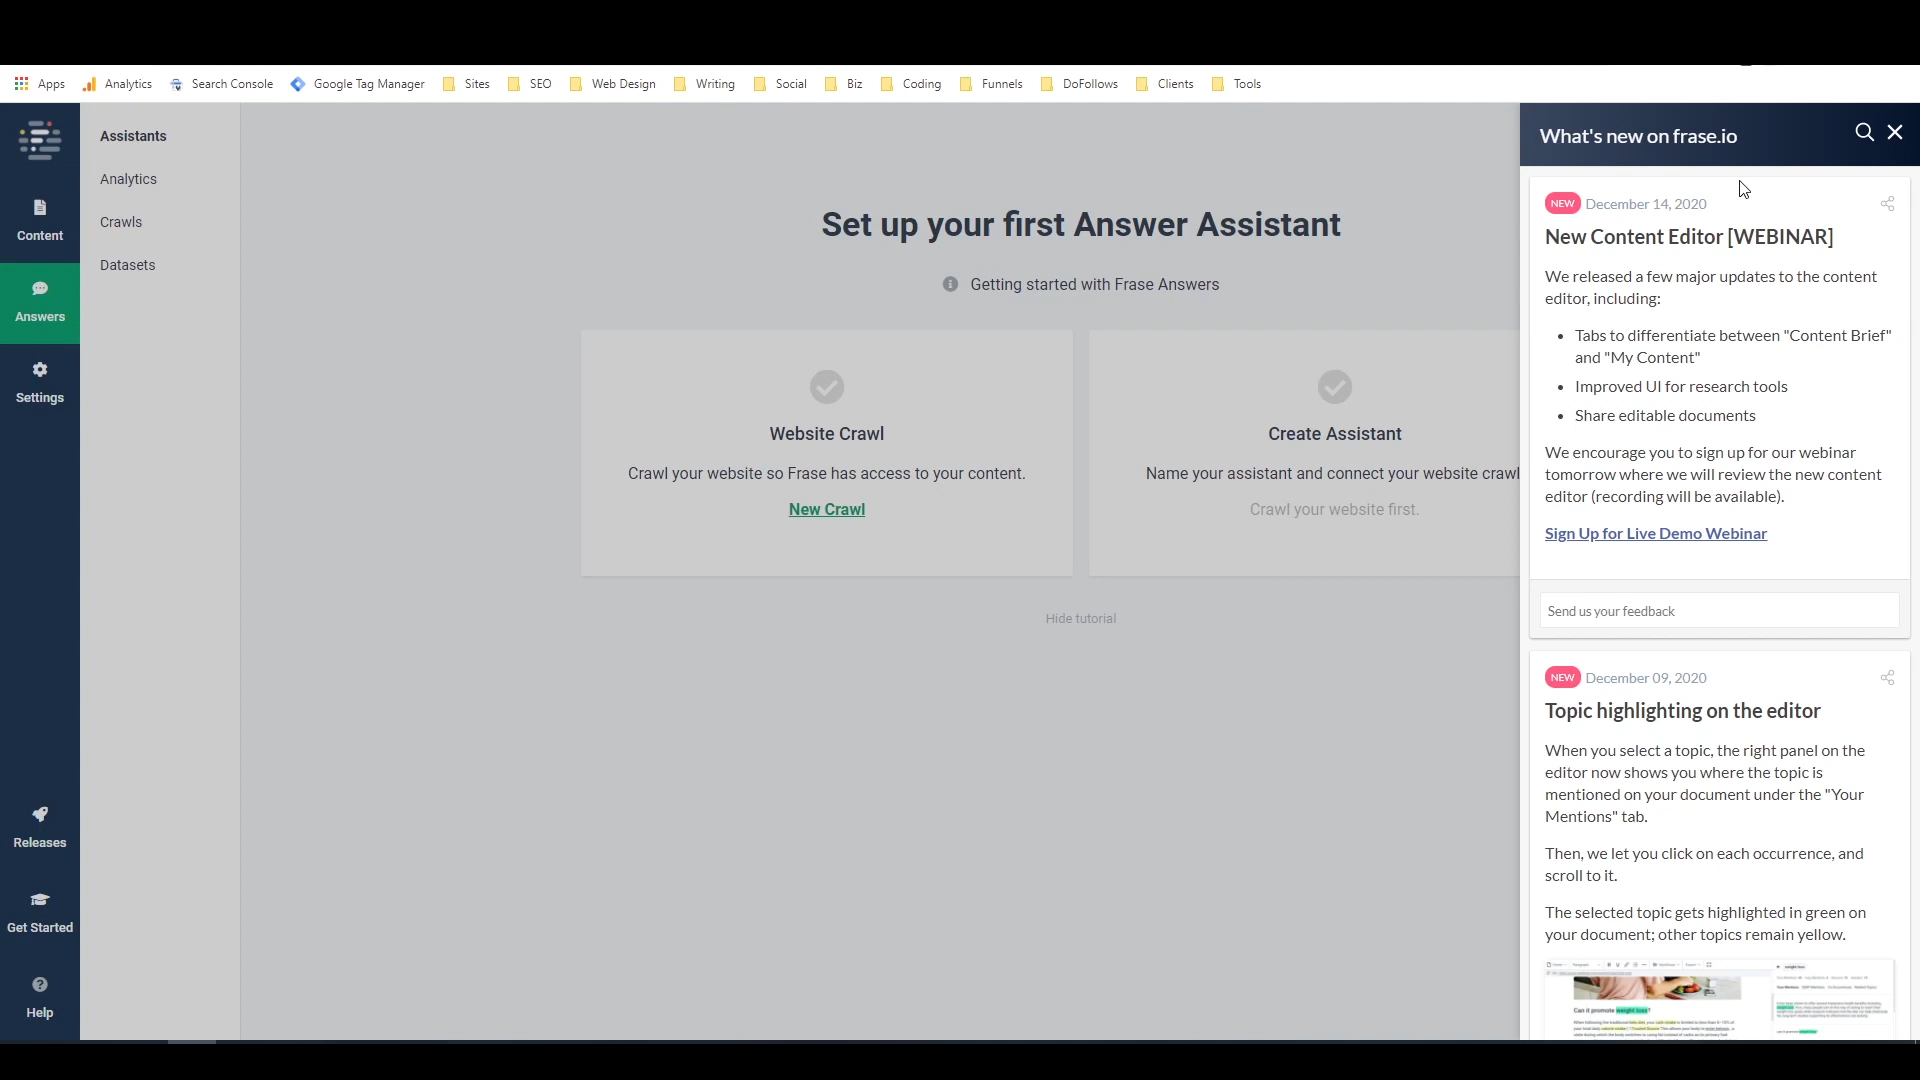 Apps Analytics Search Console Google Tag Manager Sites SEO Web Design Writing Social Biz Coding Funnels DoFollows Clients Tools
Content
Answers
Settings
Releases
Get Started
Help
Assistants
Analytics
Crawls
Datasets
Set up your first Answer Assistant
Getting started with Frase Answers
Website Crawl
Crawl your website so Frase has access to your content.
New Crawl
Create Assistant
Name your assistant and connect your website crawl
Crawl your website first.
Hide tutorial
What's new on frase.io
NEW December 14, 2020
New Content Editor [WEBINAR]
We released a few major updates to the content
editor, including:
• Tabs to differentiate between "Content Brief"
and "My Content"
• Improved UI for research tools
• Share editable documents
We encourage you to sign up for our webinar
tomorrow where we will review the new content
editor (recording will be available).
Sign Up for Live Demo Webinar
Send us your feedback
NEW December 09, 2020
Topic highlighting on the editor
When you select a topic, the right panel on the
editor now shows you where the topic is
mentioned on your document under the "Your
Mentions" tab.
Then, we let you click on each occurrence, and
scroll to it.
The selected topic gets highlighted in green on
your document; other topics remain yellow.
Can it promote weight loss?